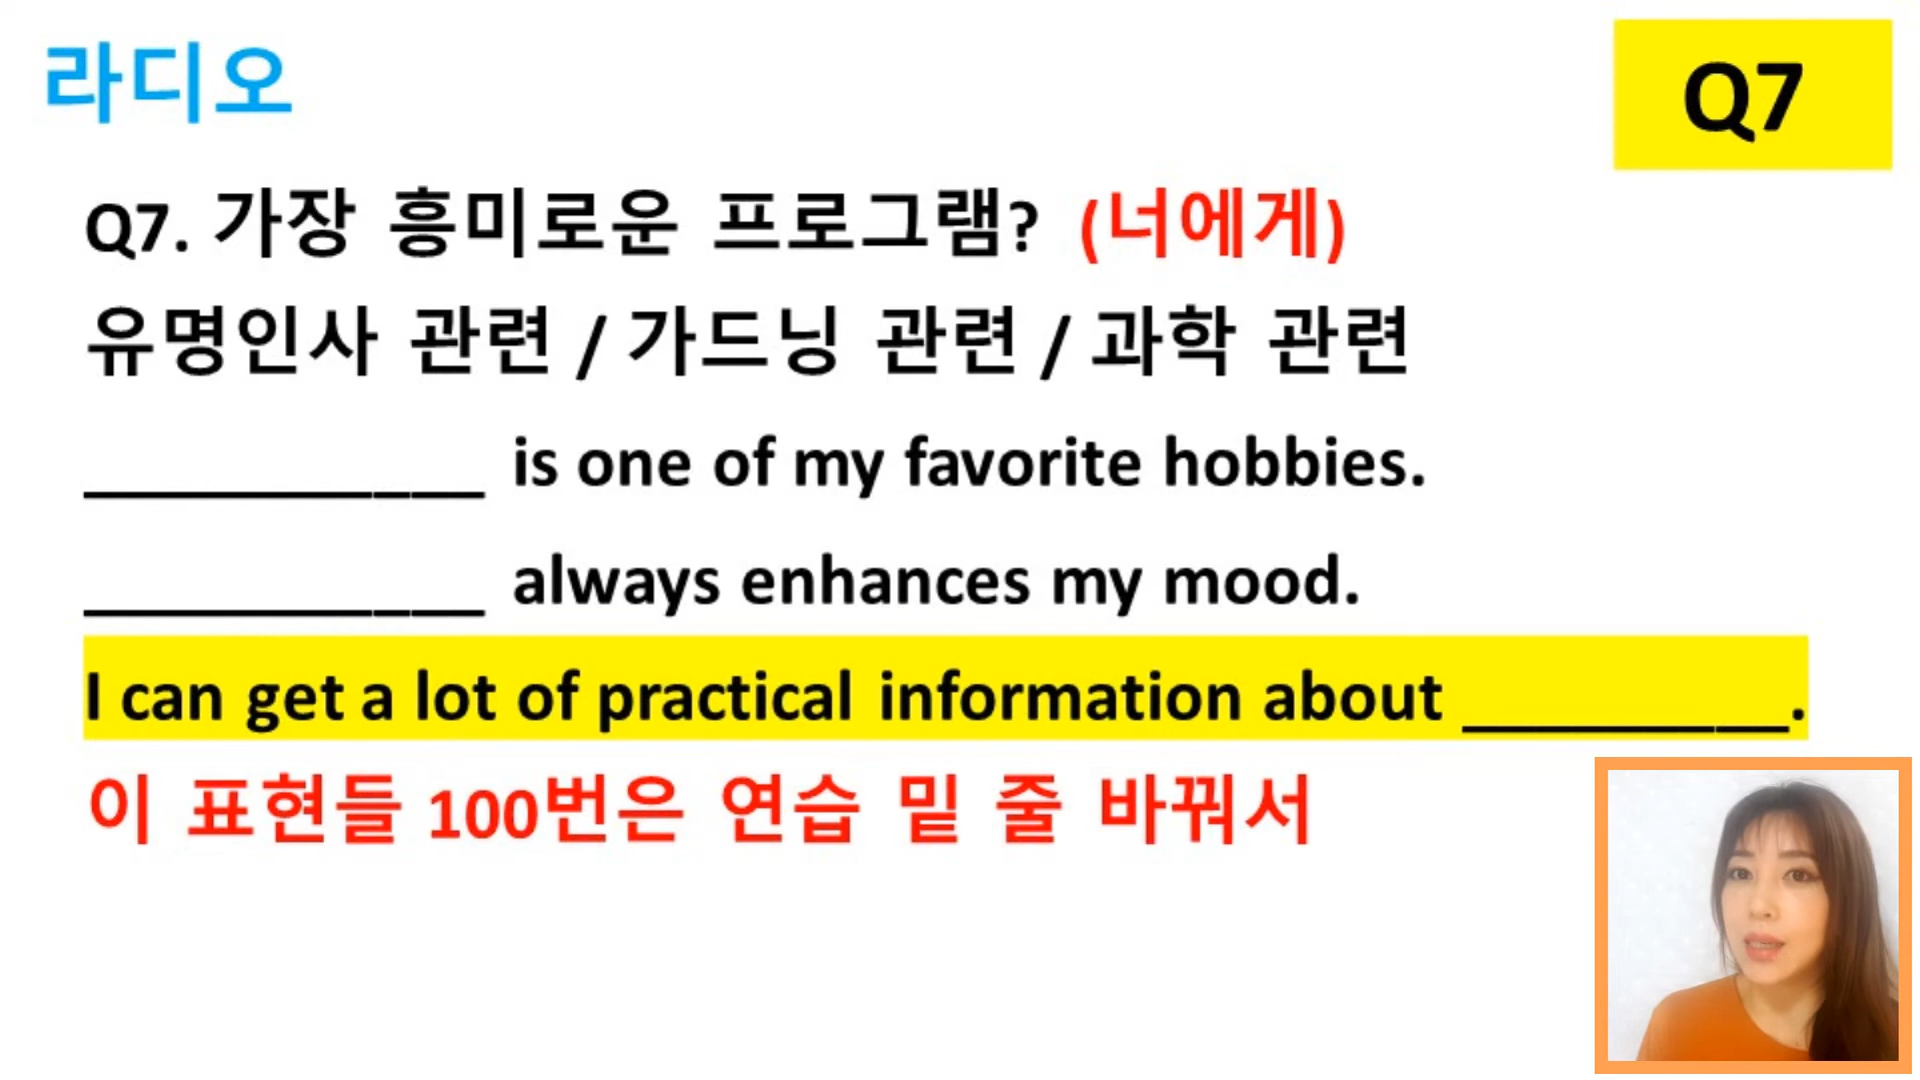 라디오
Q7
Q7. 가장 흥미로운 프로그램? (너에게)
유명인사 관련 / 가드닝 관련 / 과학 관련
____________ is one of my favorite hobbies.
____________ always enhances my mood.
I can get a lot of practical information about __________.
이 표현들 100번은 연습 밑 줄 바꿔서